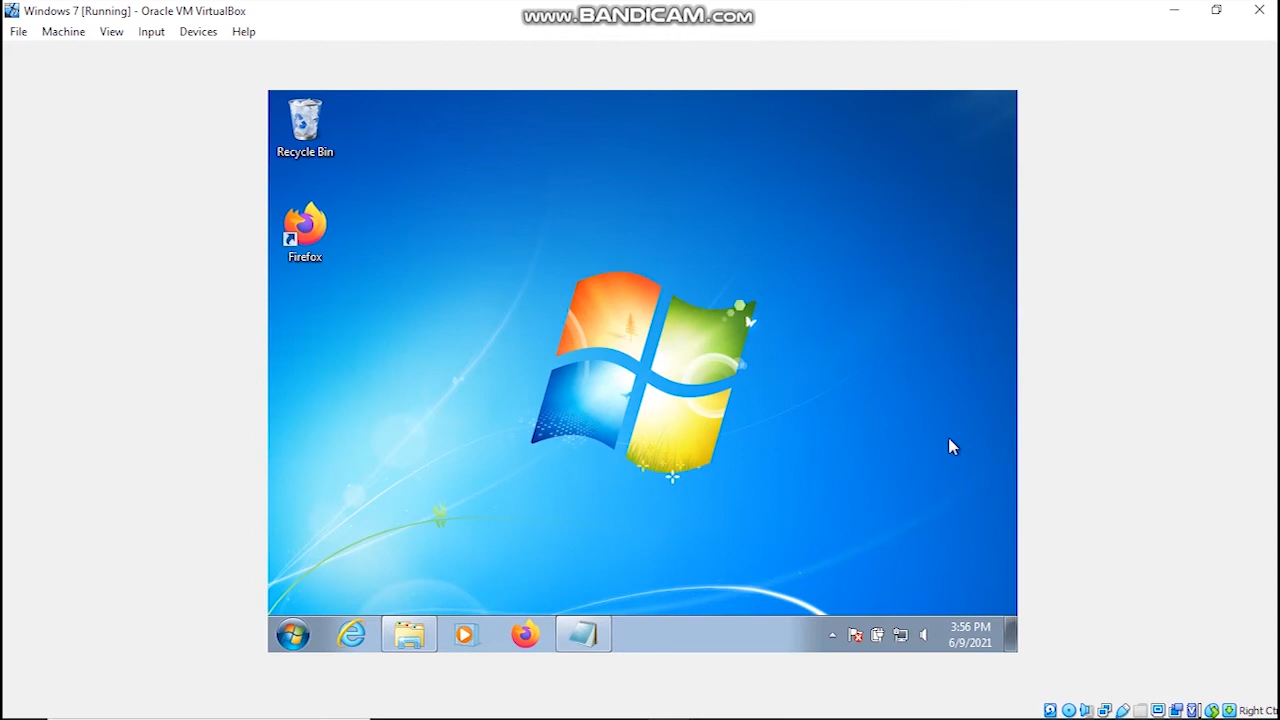 Windows 7 [Running] - Oracle VM VirtualBox
www.BANDICAM.com
File Machine View Input Devices Help
Recycle Bin
Firefox
3:56 PM
6/9/2021
Right Ct